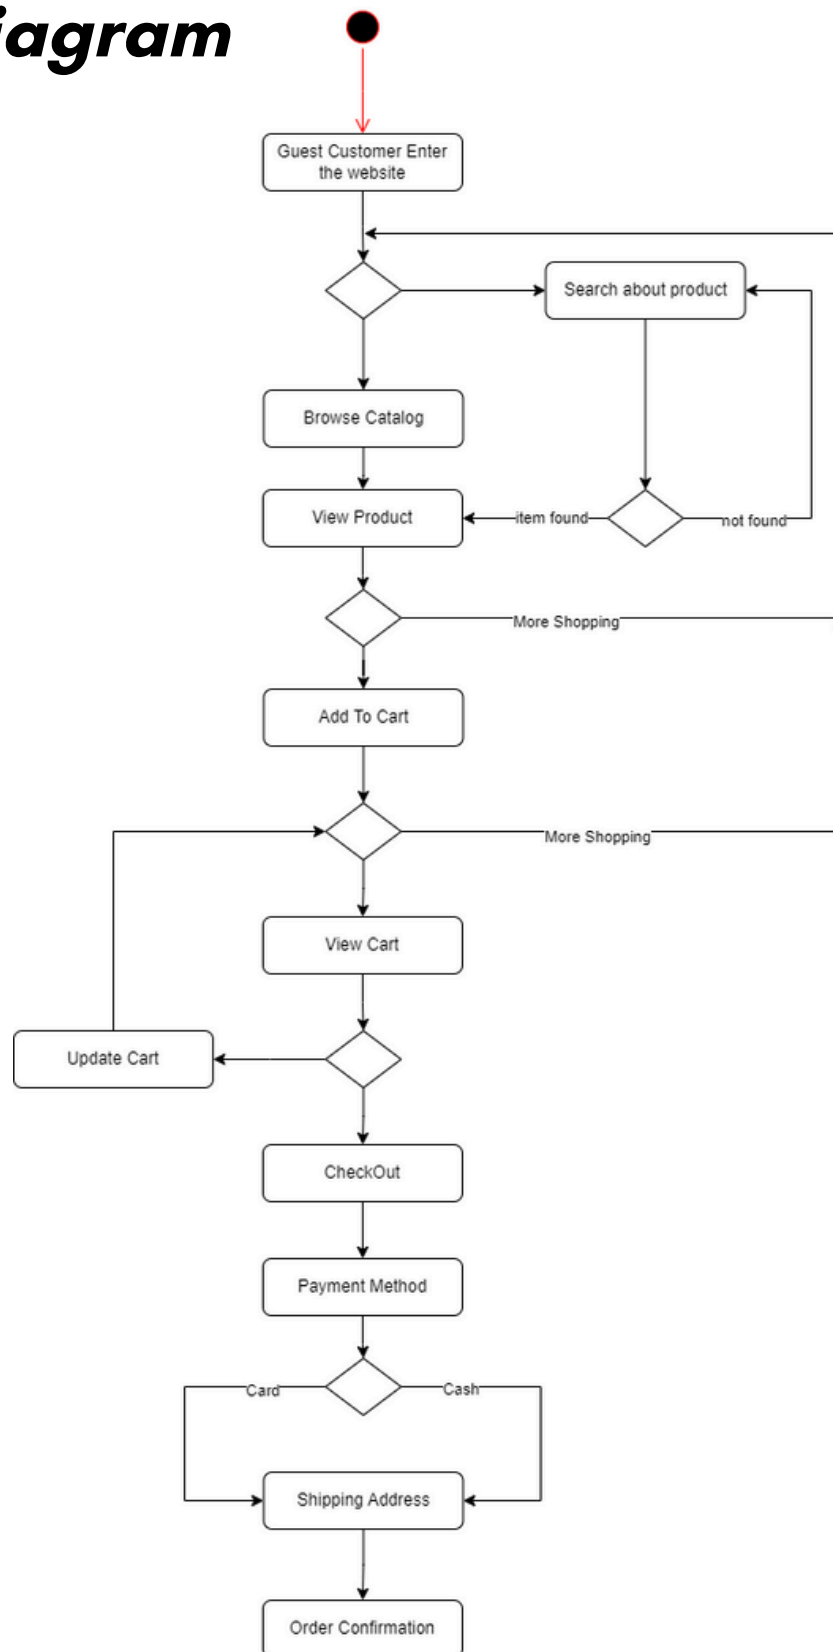 iagram
Guest Customer Enter
the website
Search about product
Browse Catalog
View Product
item found
not found
More Shopping
Add To Cart
More Shopping
View Cart
Update Cart
CheckOut
Payment Method
Card
Cash
Shipping Address
Order Confirmation